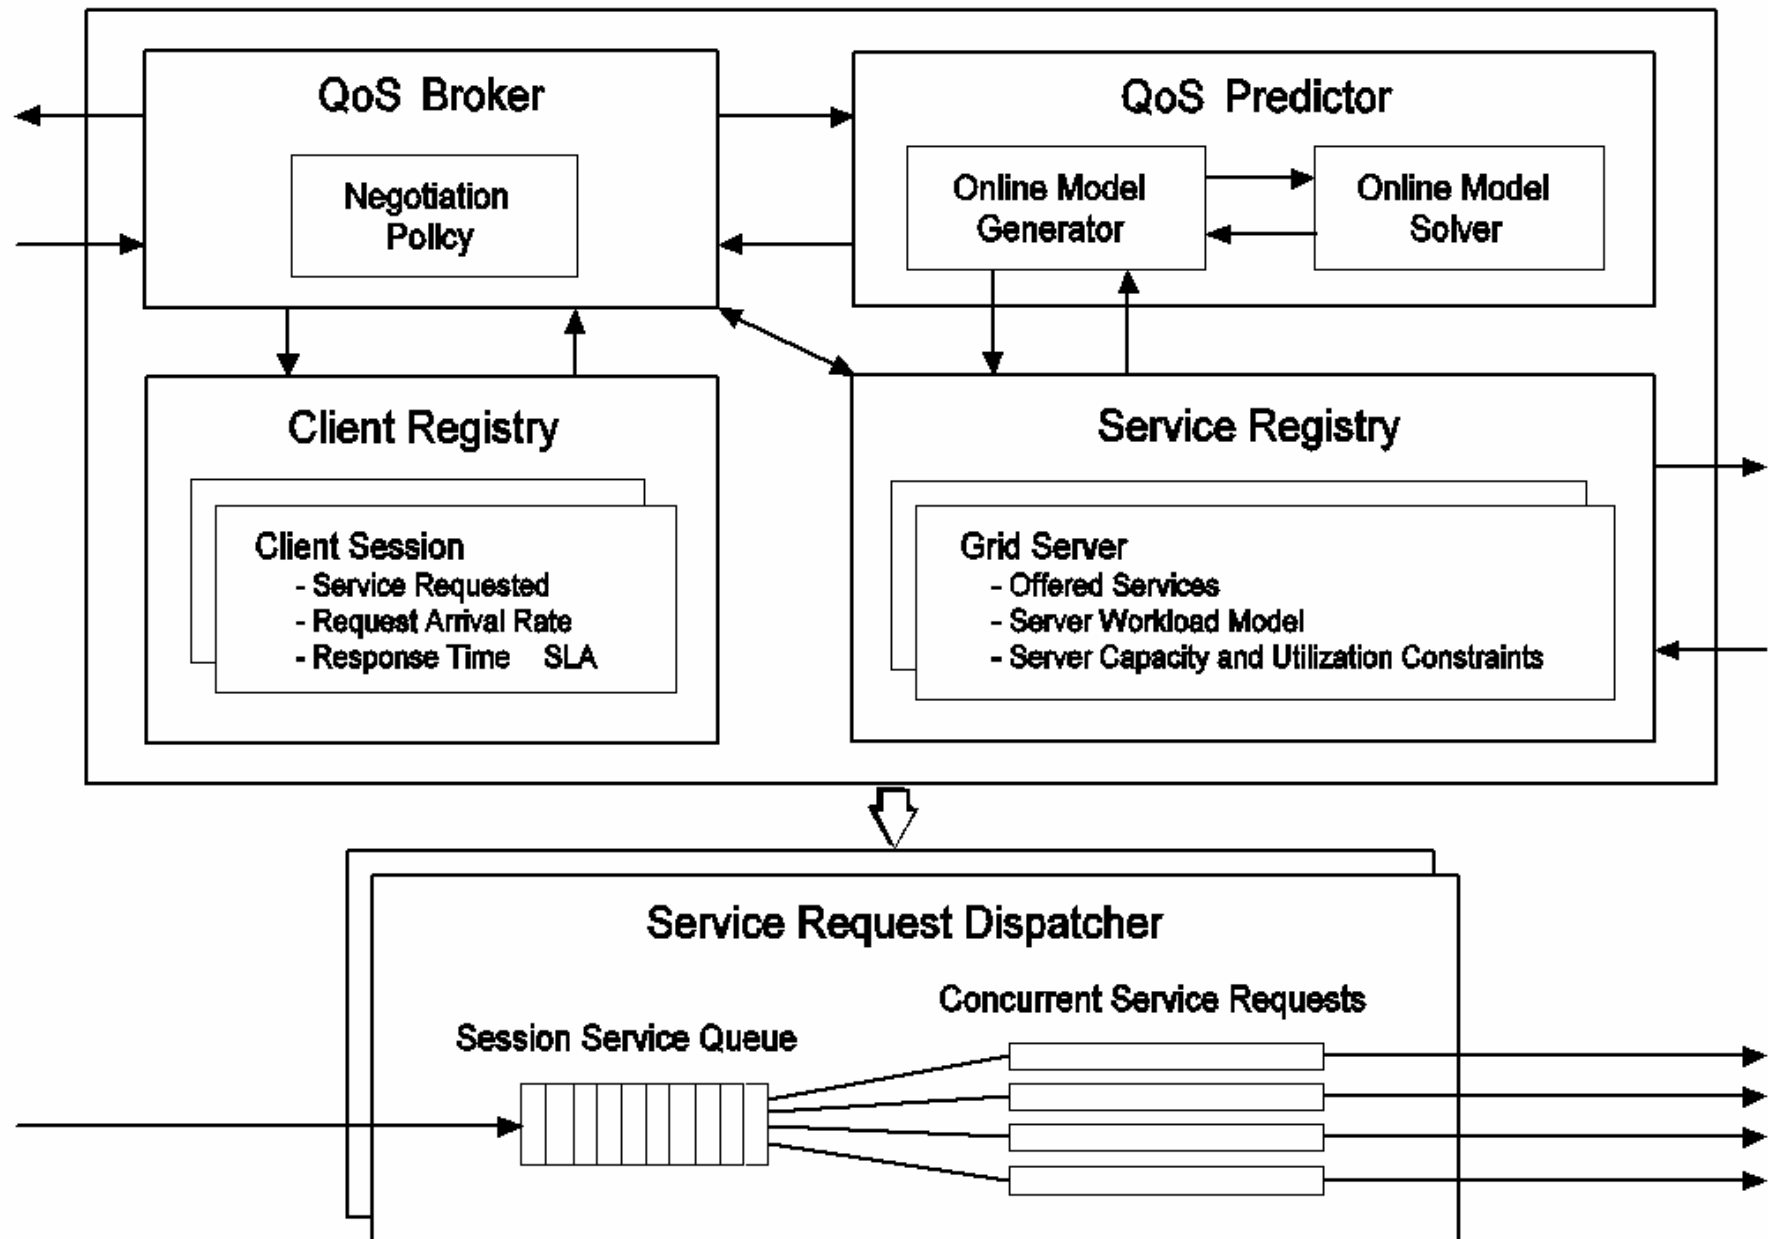 QoS Broker
Negotiation
Policy
QoS Predictor
Online Model
Generator
Online Model
Solver
Client Registry
Client Session
- Service Requested
- Request Arrival Rate
- Response Time SLA
Service Registry
Grid Server
- Offered Services
- Server Workload Model
- Server Capacity and Utilization Constraints
Service Request Dispatcher
Concurrent Service Requests
Session Service Queue